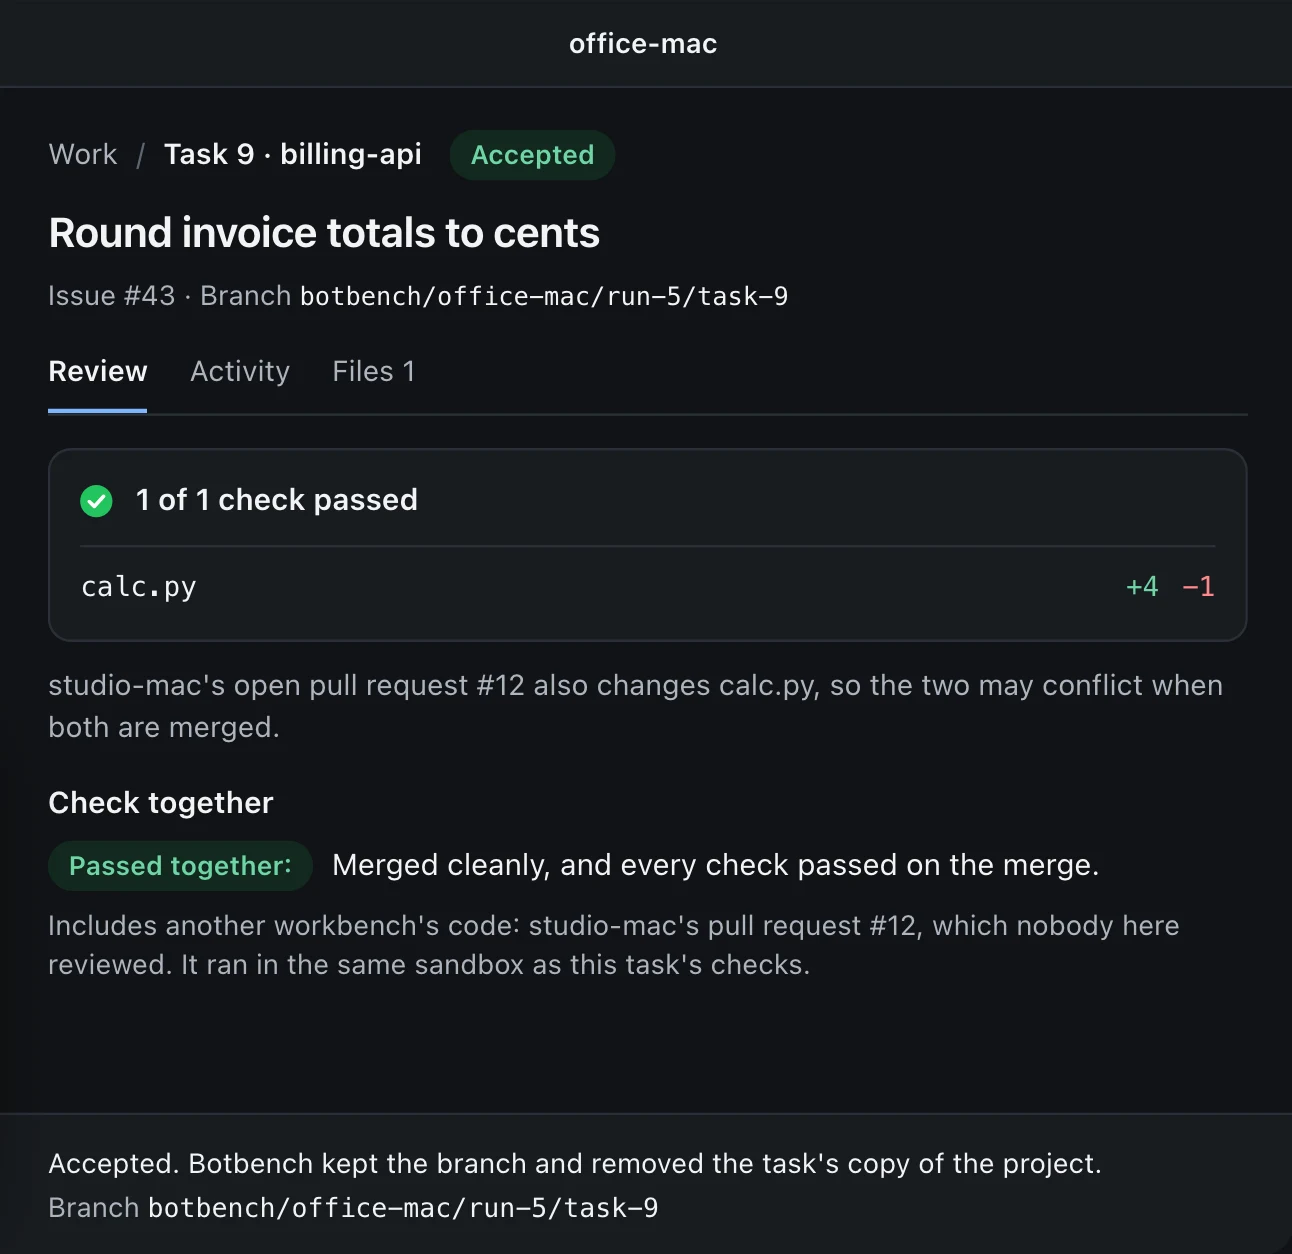 office-mac
Work / Task 9 · billing-api Accepted
Round invoice totals to cents
Issue #43 · Branch botbench/office-mac/run-5/task-9
Review Activity Files 1
1 of 1 check passed
calc.py +4 −1
studio-mac's open pull request #12 also changes calc.py, so the two may conflict when
both are merged.
Check together
Passed together: Merged cleanly, and every check passed on the merge.
Includes another workbench's code: studio-mac's pull request #12, which nobody here
reviewed. It ran in the same sandbox as this task's checks.
Accepted. Botbench kept the branch and removed the task's copy of the project.
Branch botbench/office-mac/run-5/task-9